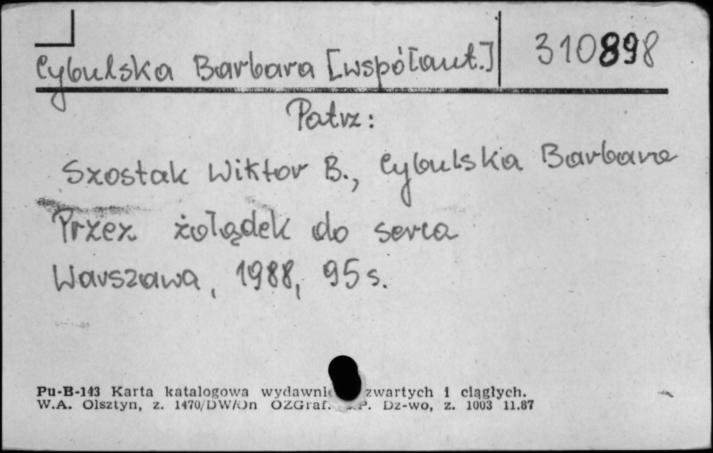 Cybulska Barbara [współaut.] 310898
Patrz:
Szostak Wiktor B., Cybulska Barbara
Przez żołądek do serca
Warszawa, 1988, 95 s.
Pu-B-143 Karta katalogowa wydawni zwartych i ciągłych.
W.A. Olsztyn, z. 1470/DW/On OZGraf. P. Dz-wo, z. 1003 11.87